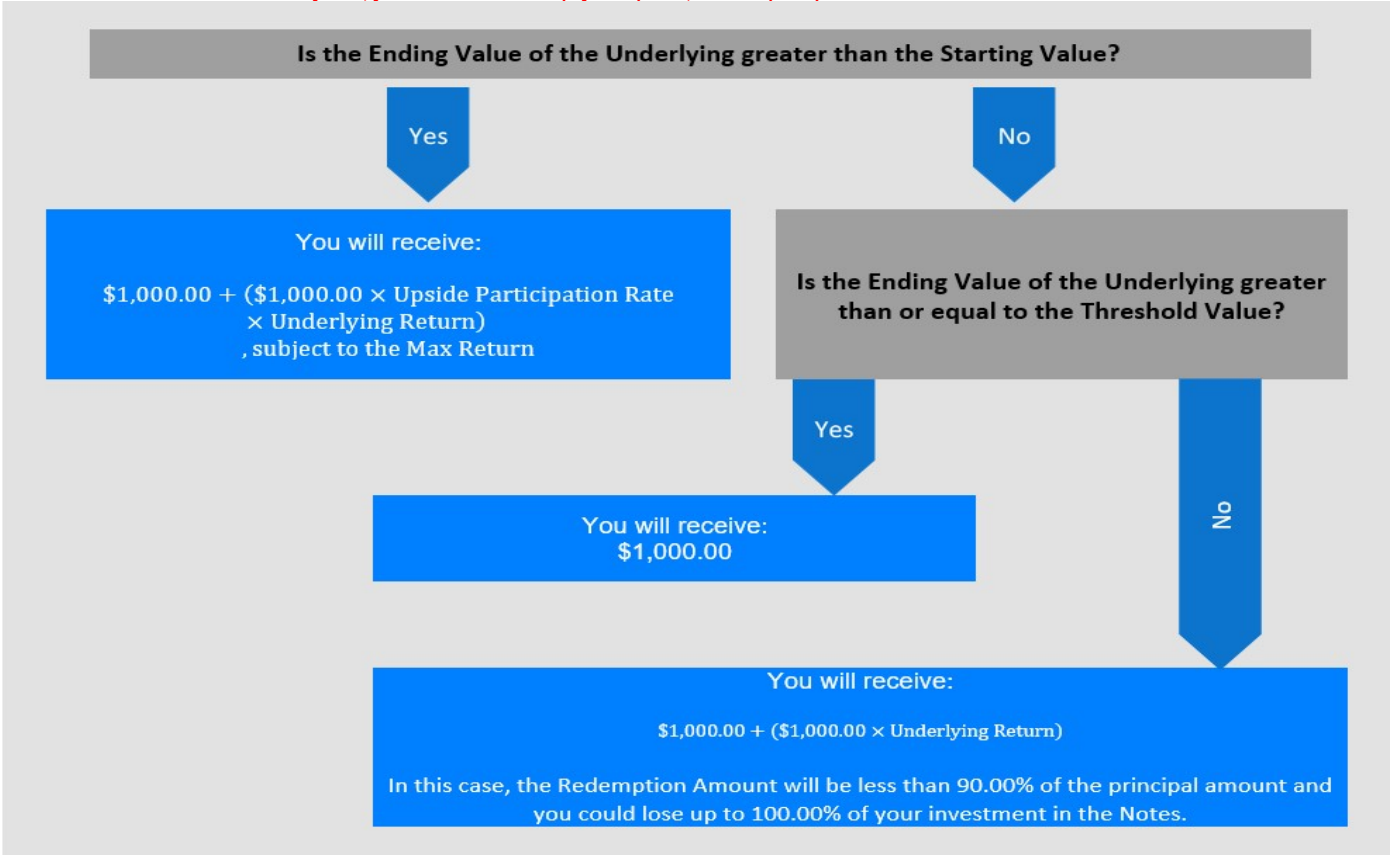 Is the Ending Value of the Underlying greater than the Starting Value?
Yes
No
You will receive:
$1,000.00 + ($1,000.00 × Upside Participation Rate
× Underlying Return)
, subject to the Max Return
Is the Ending Value of the Underlying greater
than or equal to the Threshold Value?
Yes
No
You will receive:
$1,000.00
You will receive:
$1,000.00 + ($1,000.00 × Underlying Return)
In this case, the Redemption Amount will be less than 90.00% of the principal amount and
you could lose up to 100.00% of your investment in the Notes.